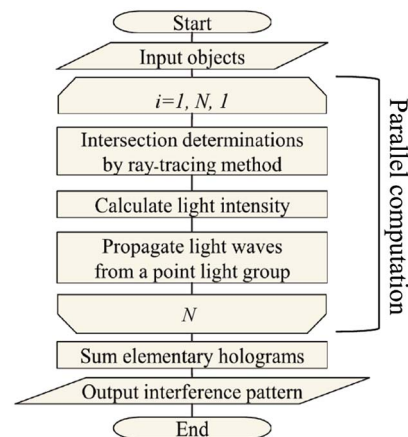 Start
Input objects
i=1, N, 1
Intersection determinations
by ray-tracing method
Calculate light intensity
Propagate light waves
from a point light group
N
Sum elementary holograms
Output interference pattern
End
Parallel computation